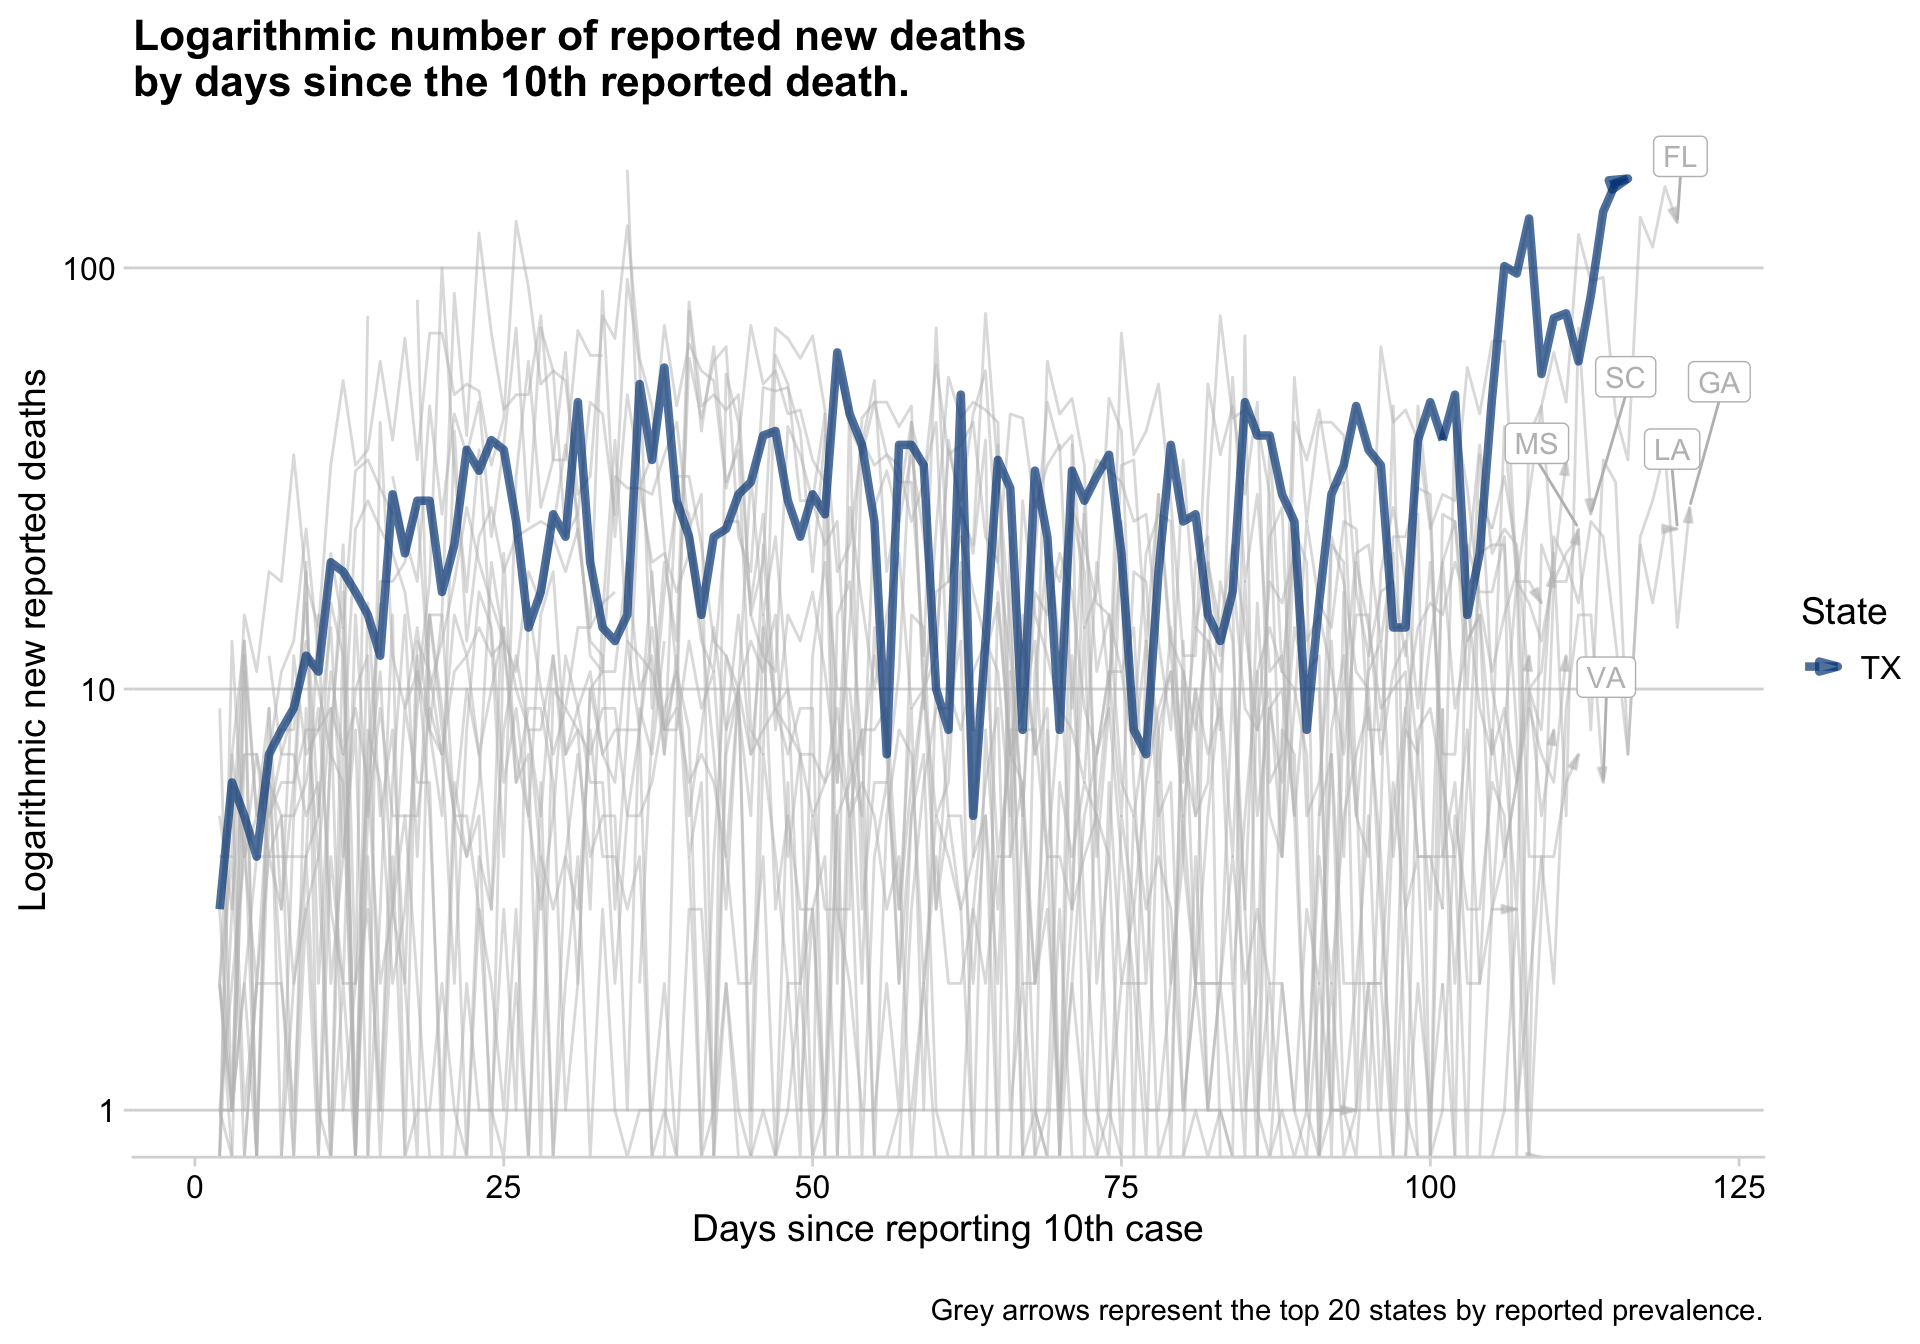 Logarithmic number of reported new deaths
by days since the 10th reported death.
Logarithmic new reported deaths
100
10
1
FL
SC
GA
MS
LA
VA
State
TX
0
25
50
75
100
125
Days since reporting 10th case
Grey arrows represent the top 20 states by reported prevalence.